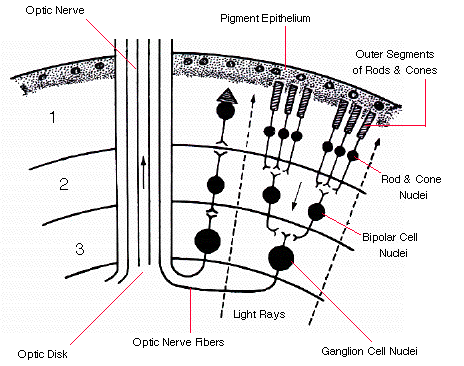 Optic Nerve
Pigment Epithelium
Outer Segments
of Rods & Cones
1
2
3
Rod & Cone
Nuclei
Bipolar Cell
Nuclei
Light Rays
Optic Nerve Fibers
Ganglion Cell Nuclei
Optic Disk